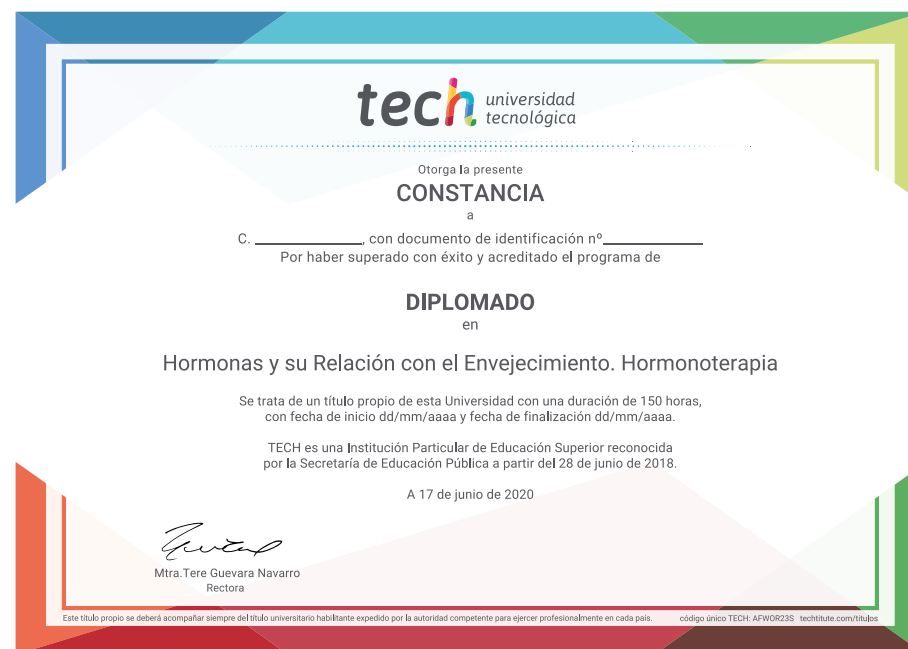 tech universidad
tecnológica
Otorga la presente
CONSTANCIA
a
C. ____________, con documento de identificación nº____________
Por haber superado con éxito y acreditado el programa de
DIPLOMADO
en
Hormonas y su Relación con el Envejecimiento. Hormonoterapia
Se trata de un título propio de esta Universidad con una duración de 150 horas,
con fecha de inicio dd/mm/aaaa y fecha de finalización dd/mm/aaaa.
TECH es una Institución Particular de Educación Superior reconocida
por la Secretaría de Educación Pública a partir del 28 de junio de 2018.
A 17 de junio de 2020
Mtra.Tere Guevara Navarro
Rectora
Este título propio se deberá acompañar siempre del título universitario habilitante expedido por la autoridad competente para ejercer profesionalmente en cada país. código único TECH: AFWOR23S techtitute.com/titulos